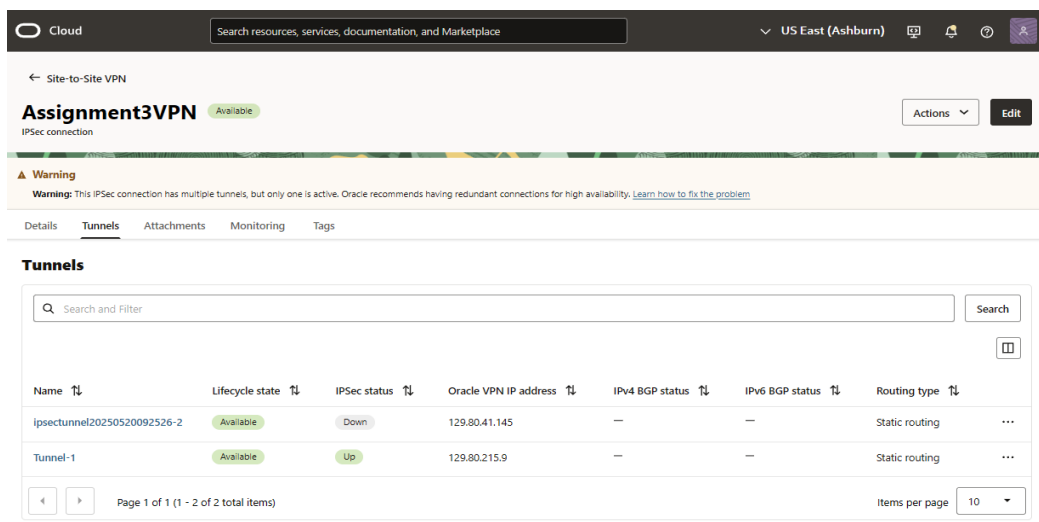 Cloud
Search resources, services, documentation, and Marketplace
US East (Ashburn)
Site-to-Site VPN
Assignment3VPN Available
IPSec connection
Actions
Edit
Warning
Warning: This IPSec connection has multiple tunnels, but only one is active. Oracle recommends having redundant connections for high availability. Learn how to fix the problem
Details Tunnels Attachments Monitoring Tags
Tunnels
Search and Filter
Search
Name Lifecycle state IPSec status Oracle VPN IP address IPv4 BGP status IPv6 BGP status Routing type
ipsectunnel20250520092526-2 Available Down 129.80.41.145 — — Static routing ...
Tunnel-1 Available Up 129.80.215.9 — — Static routing ...
Page 1 of 1 (1 - 2 of 2 total items) Items per page 10